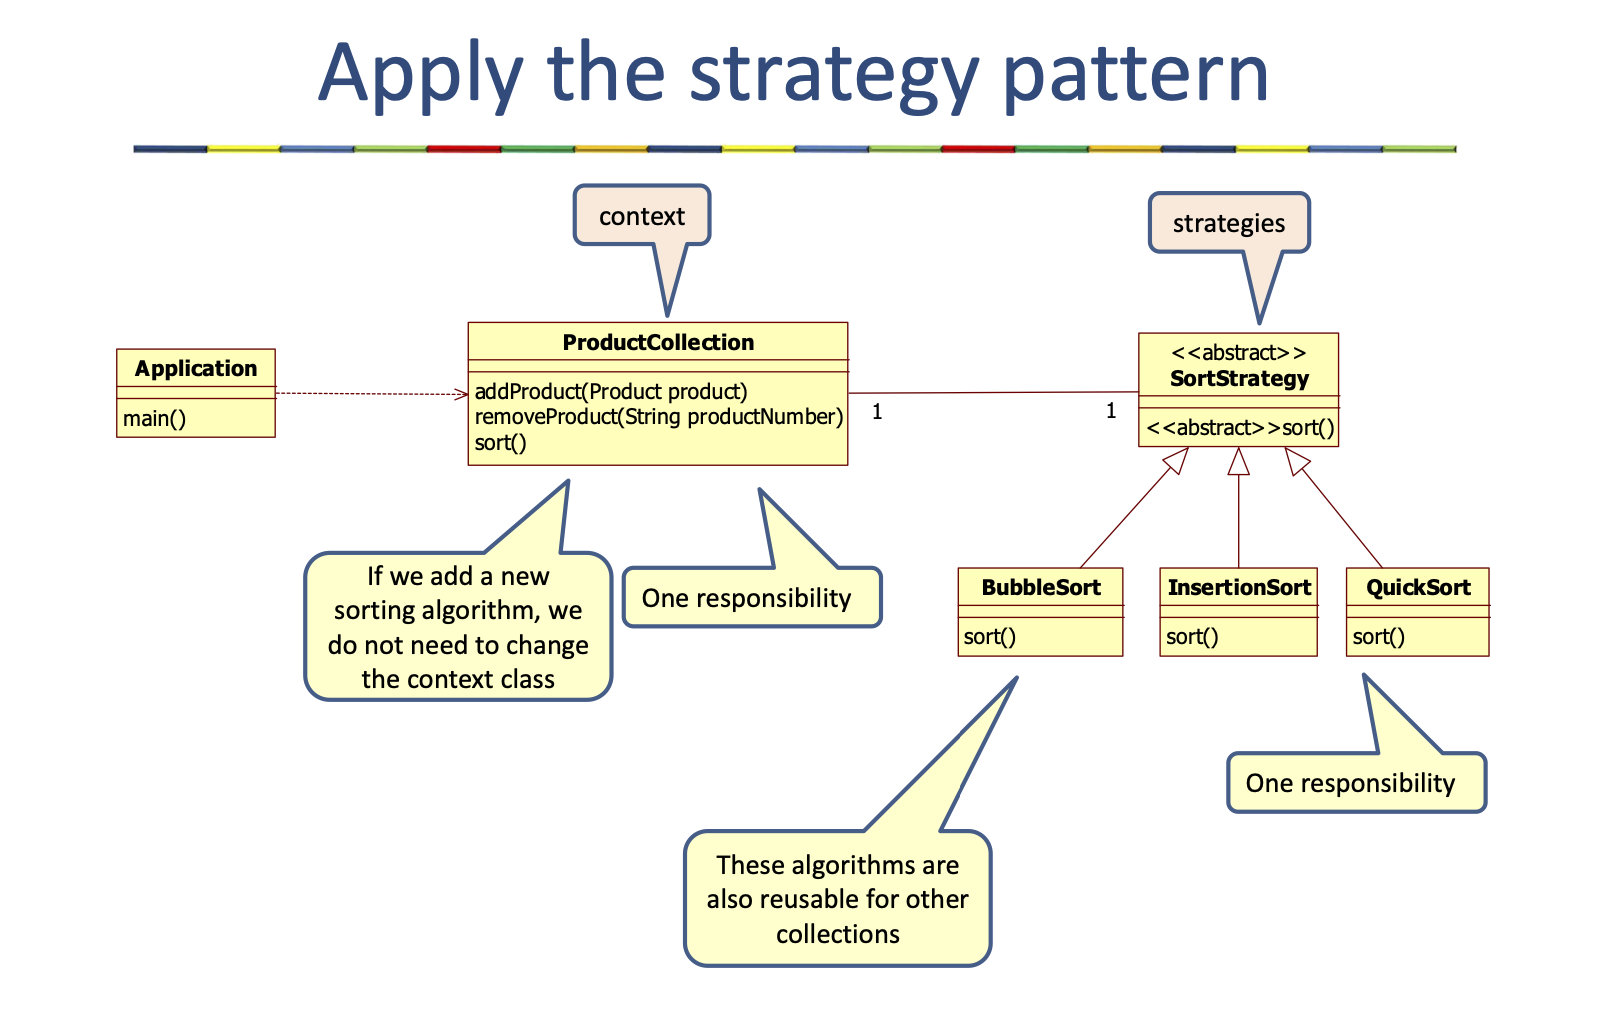 Apply the strategy pattern
context
strategies
Application
main()
ProductCollection
addProduct(Product product)
removeProduct(String productNumber)
sort()
1
1
<<abstract>>
SortStrategy
<<abstract>>sort()
If we add a new
sorting algorithm, we
do not need to change
the context class
One responsibility
BubbleSort
sort()
InsertionSort
sort()
QuickSort
sort()
One responsibility
These algorithms are
also reusable for other
collections